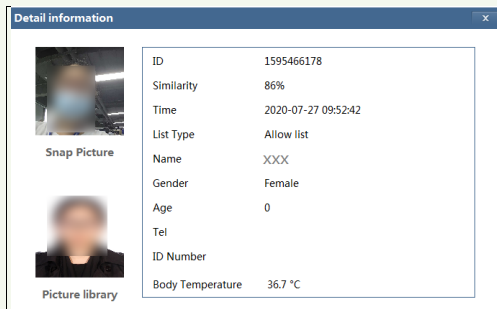 Detail information x
ID 1595466178
Similarity 86%
Time 2020-07-27 09:52:42
List Type Allow list
Name XXX
Gender Female
Age 0
Tel
ID Number
Body Temperature 36.7 °C
Snap Picture
Picture library